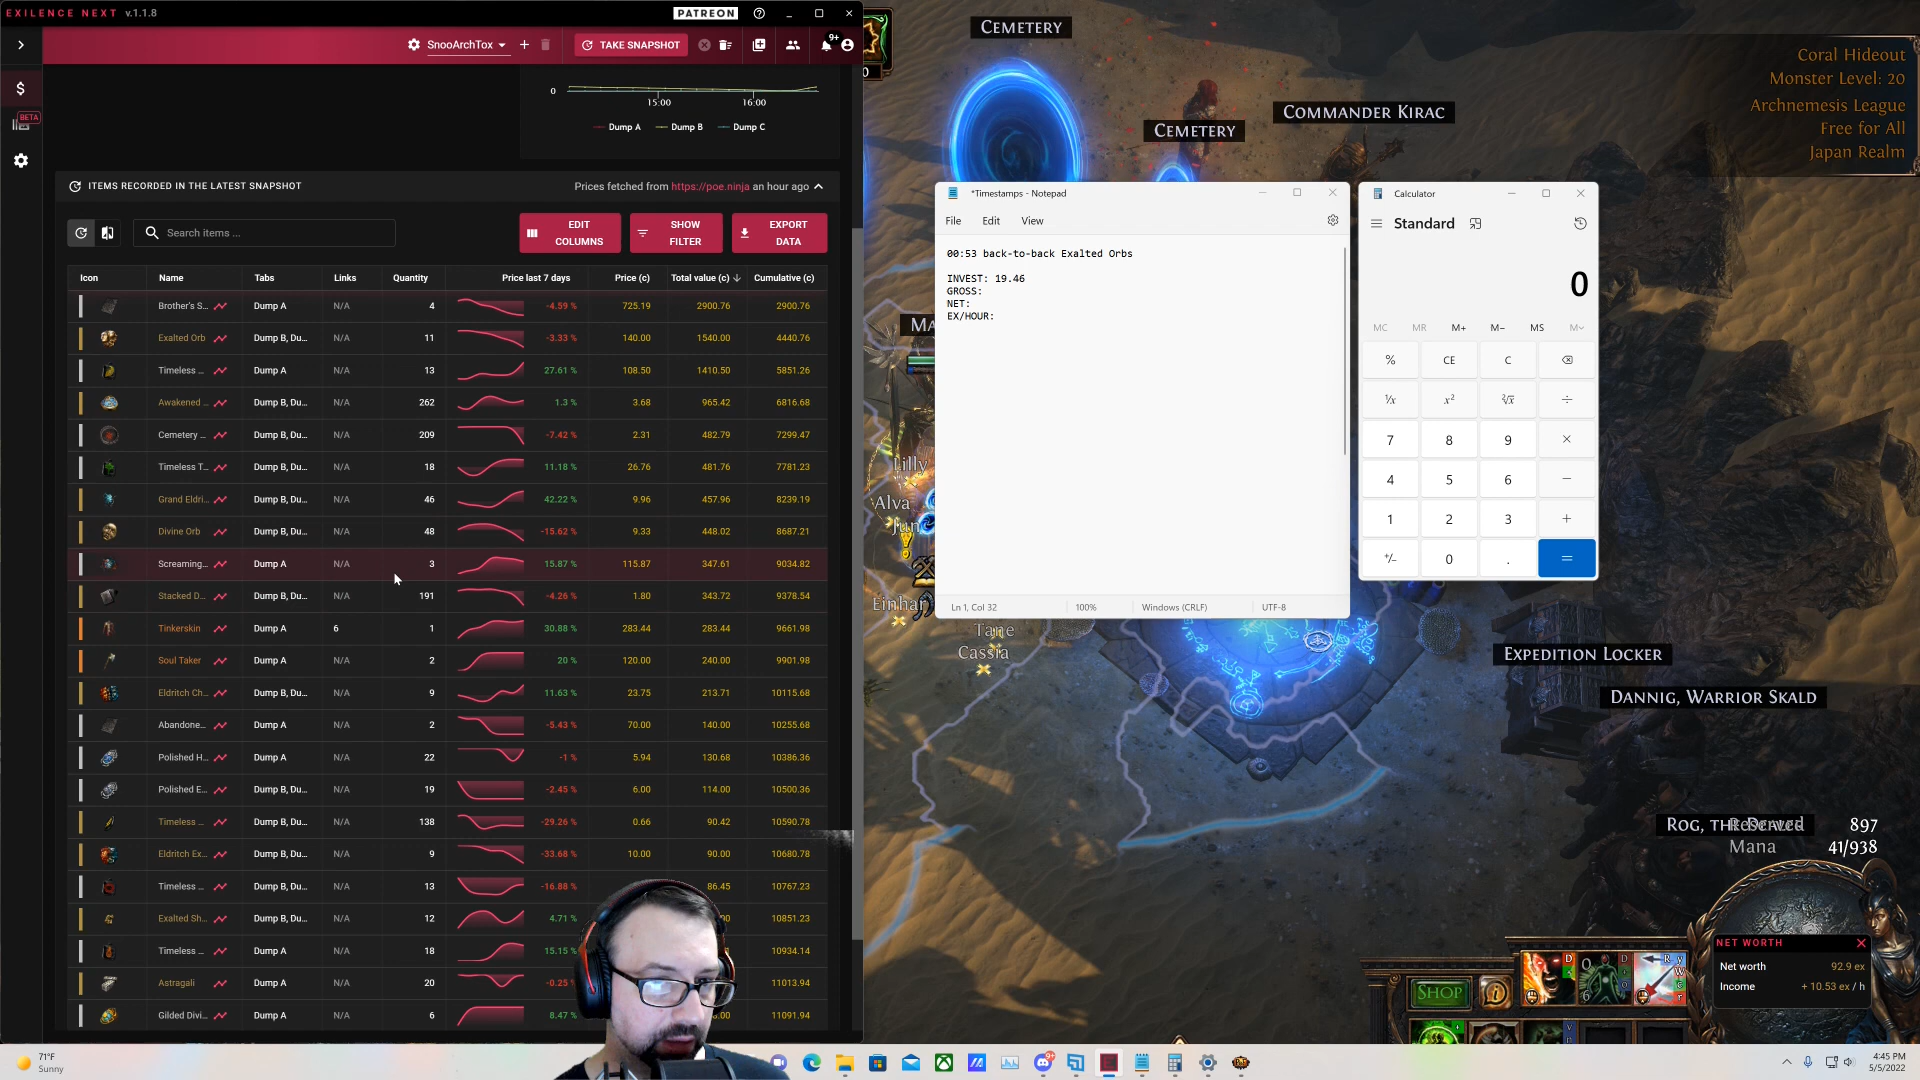 EXILENCE NEXT v.1.1.8
PATREON
SnooArchTox
TAKE SNAPSHOT
9+
BETA
0
15:00 16:00
Dump A Dump B Dump C
ITEMS RECORDED IN THE LATEST SNAPSHOT
Prices fetched from https://poe.ninja an hour ago
Search items ...
EDIT COLUMNS
SHOW FILTER
EXPORT DATA
Icon Name Tabs Links Quantity Price last 7 days Price (c) Total value (c) Cumulative (c)
Brother's S... Dump A N/A 4 -4.59 % 725.19 2900.76 2900.76
Exalted Orb Dump B, Du... N/A 11 -3.33 % 140.00 1540.00 4440.76
Timeless ... Dump A N/A 13 27.61 % 108.50 1410.50 5851.26
Awakened ... Dump B, Du... N/A 262 1.3 % 3.68 965.42 6816.68
Cemetery ... Dump B, Du... N/A 209 -7.42 % 2.31 482.79 7299.47
Timeless T... Dump B, Du... N/A 18 11.18 % 26.76 481.76 7781.23
Grand Eldri... Dump B, Du... N/A 46 42.22 % 9.96 457.96 8239.19
Divine Orb Dump B, Du... N/A 48 -15.62 % 9.33 448.02 8687.21
Screaming... Dump A N/A 3 15.87 % 115.87 347.61 9034.82
Stacked D... Dump B, Du... N/A 191 -4.26 % 1.80 343.72 9378.54
Tinkerskin Dump A 6 1 30.88 % 283.44 283.44 9661.98
Soul Taker Dump A N/A 2 20 % 120.00 240.00 9901.98
Eldritch Ch... Dump B, Du... N/A 9 11.63 % 23.75 213.71 10115.68
Abandone... Dump A N/A 2 -5.43 % 70.00 140.00 10255.68
Polished H... Dump A N/A 22 -1 % 5.94 130.68 10386.36
Polished E... Dump B, Du... N/A 19 -2.45 % 6.00 114.00 10500.36
Timeless ... Dump B, Du... N/A 138 -29.26 % 0.66 90.42 10590.78
Eldritch Ex... Dump B, Du... N/A 9 -33.68 % 10.00 90.00 10680.78
Timeless ... Dump B, Du... N/A 13 -16.88 % 86.45 10767.23
Exalted Sh... Dump B, Du... N/A 12 4.71 % 10851.23
Timeless ... Dump A N/A 18 15.15 % 10934.14
Astragali Dump A N/A 20 -0.25 11013.94
Gilded Divi... Dump A N/A 6 8.47 % 11091.94
CEMETERY
CEMETERY
COMMANDER KIRAC
Coral Hideout
Monster Level: 20
Archnemesis League
Free for All
Japan Realm
*Timestamps - Notepad
File Edit View
00:53 back-to-back Exalted Orbs
INVEST: 19.46
GROSS:
NET:
EX/HOUR:
Ln 1, Col 32 100% Windows (CRLF) UTF-8
Calculator
Standard
0
MC MR M+ M− MS M˅
% CE C
¹/x x² ²√x ÷
7 8 9 ×
4 5 6 −
1 2 3 +
+/− 0 . =
Lilly
Alva
Jun
Einhar
Tane
Cassia
EXPEDITION LOCKER
DANNIG, WARRIOR SKALD
Reserved 897
Mana 41/938
SHOP
NET WORTH
Net worth 92.9 ex
Income + 10.53 ex / h
71°F
Sunny
4:45 PM
5/5/2022